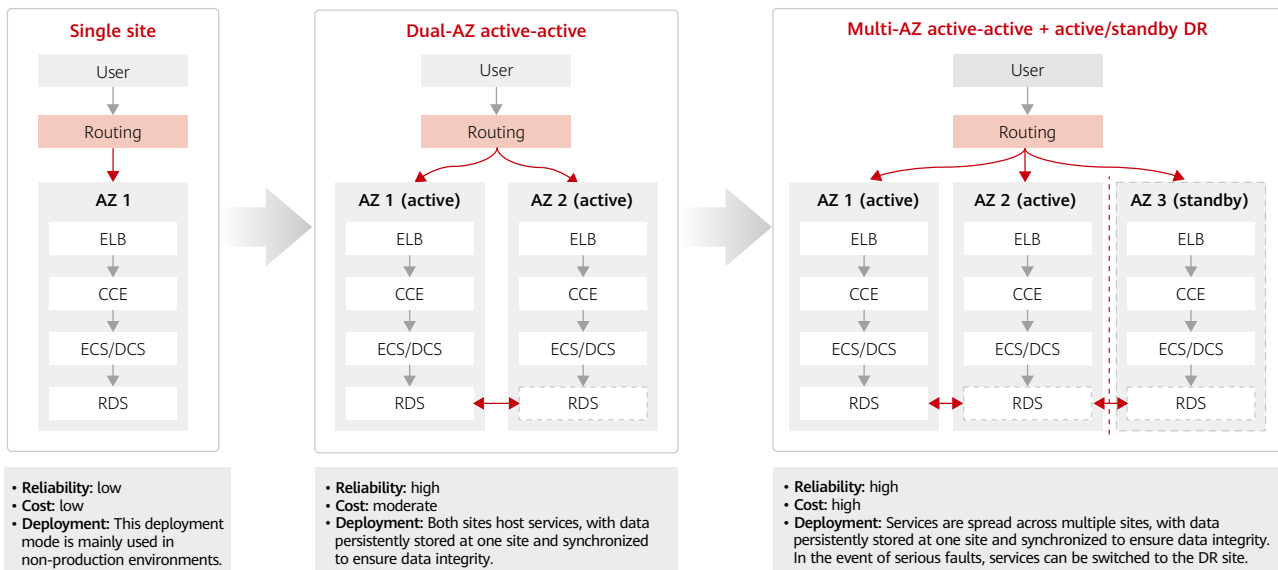 Single site
User
Routing
AZ 1
ELB
CCE
ECS/DCS
RDS
• Reliability: low
• Cost: low
• Deployment: This deployment
mode is mainly used in
non-production environments.
Dual-AZ active-active
User
Routing
AZ 1 (active)
ELB
CCE
ECS/DCS
RDS
AZ 2 (active)
ELB
CCE
ECS/DCS
RDS
• Reliability: high
• Cost: moderate
• Deployment: Both sites host services, with data
persistently stored at one site and synchronized
to ensure data integrity.
Multi-AZ active-active + active/standby DR
User
Routing
AZ 1 (active)
ELB
CCE
ECS/DCS
RDS
AZ 2 (active)
ELB
CCE
ECS/DCS
RDS
AZ 3 (standby)
ELB
CCE
ECS/DCS
RDS
• Reliability: high
• Cost: high
• Deployment: Services are spread across multiple sites, with data
persistently stored at one site and synchronized to ensure data integrity.
In the event of serious faults, services can be switched to the DR site.